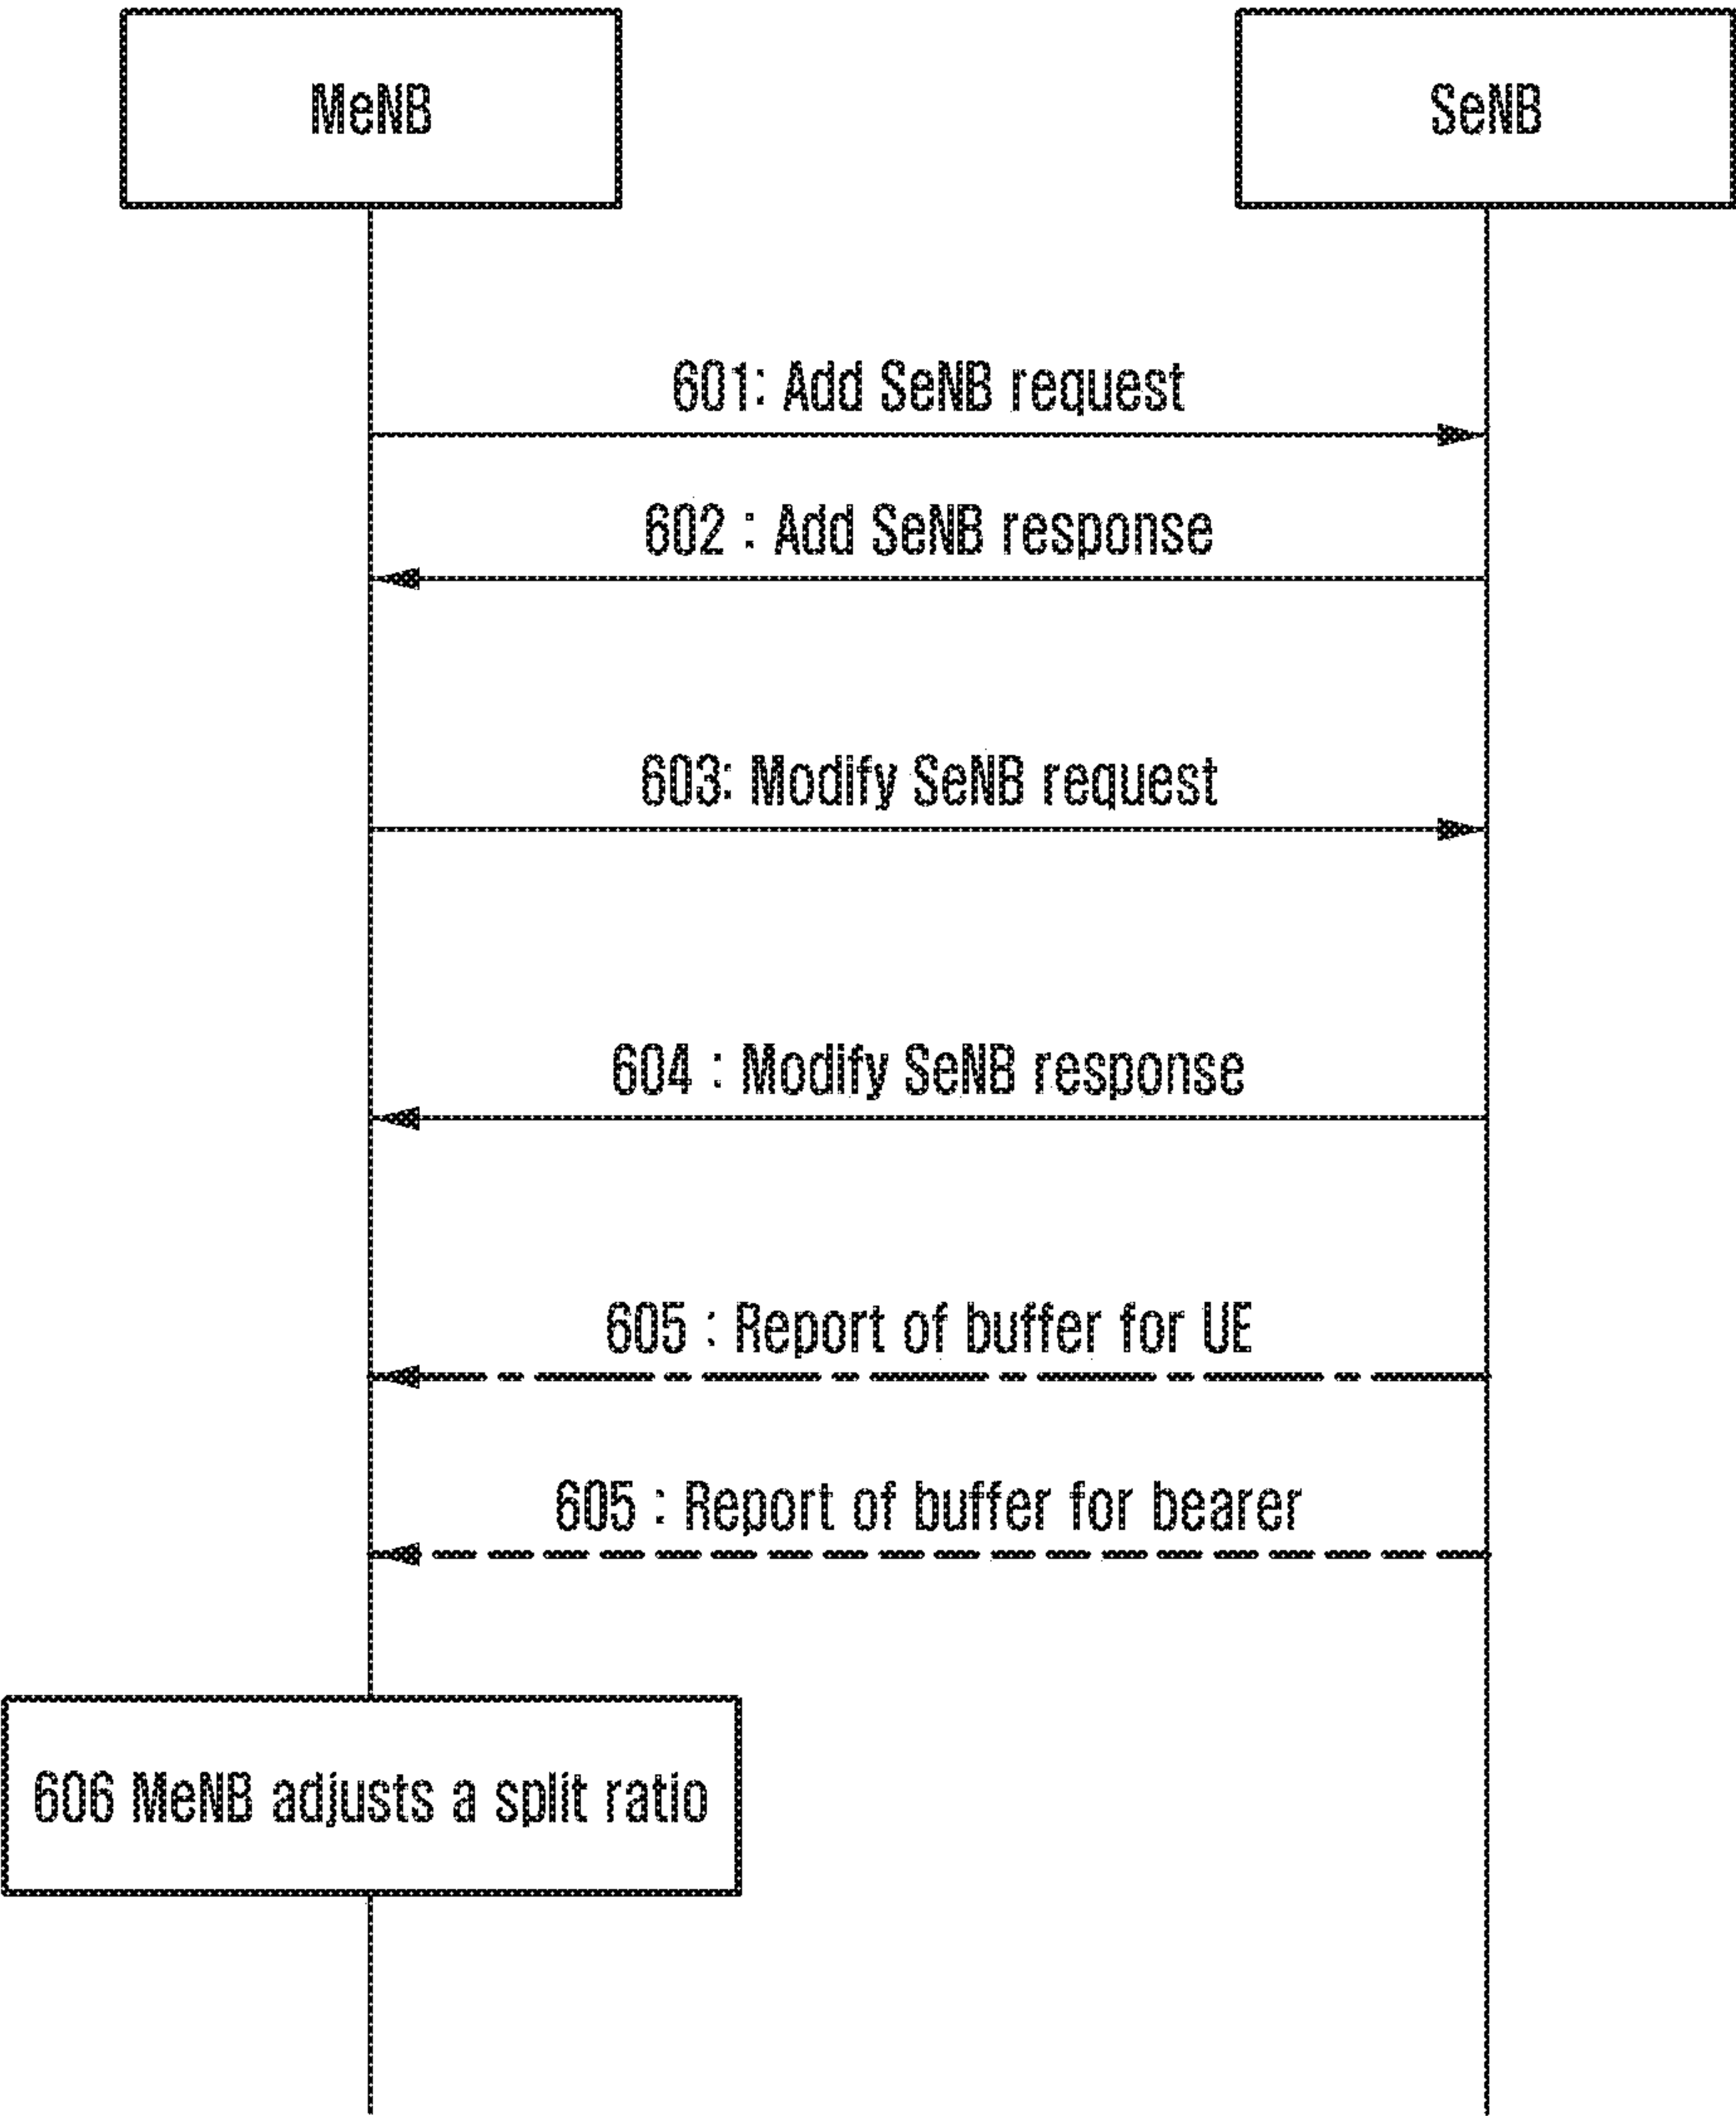 MeNB
SeNB
601: Add SeNB request
602 : Add SeNB response
603: Modify SeNB request
604 : Modify SeNB response
605 : Report of buffer for UE
605 : Report of buffer for bearer
606 MeNB adjusts a split ratio